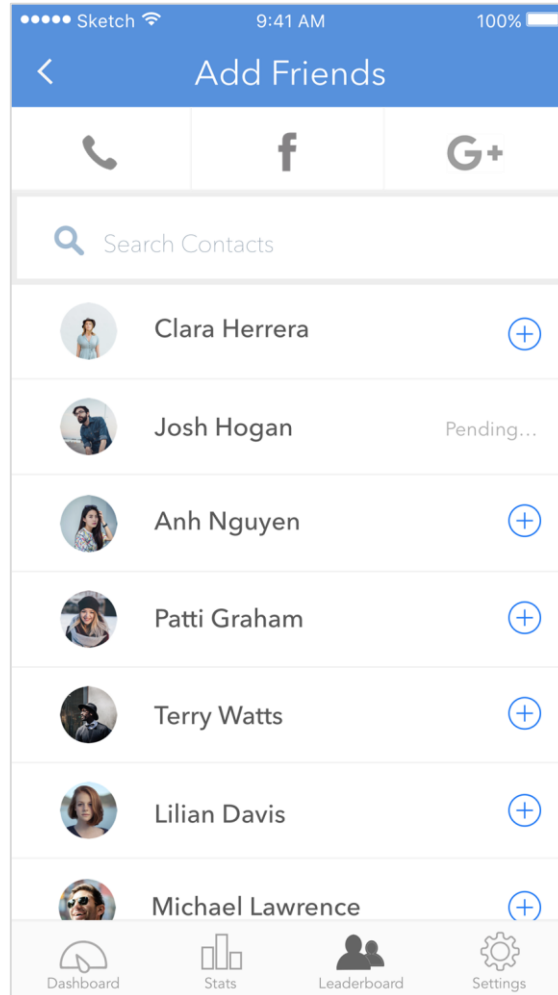 Sketch 9:41 AM 100%
Add Friends
f G+
Search Contacts
Clara Herrera
Josh Hogan Pending...
Anh Nguyen
Patti Graham
Terry Watts
Lilian Davis
Michael Lawrence
Dashboard Stats Leaderboard Settings